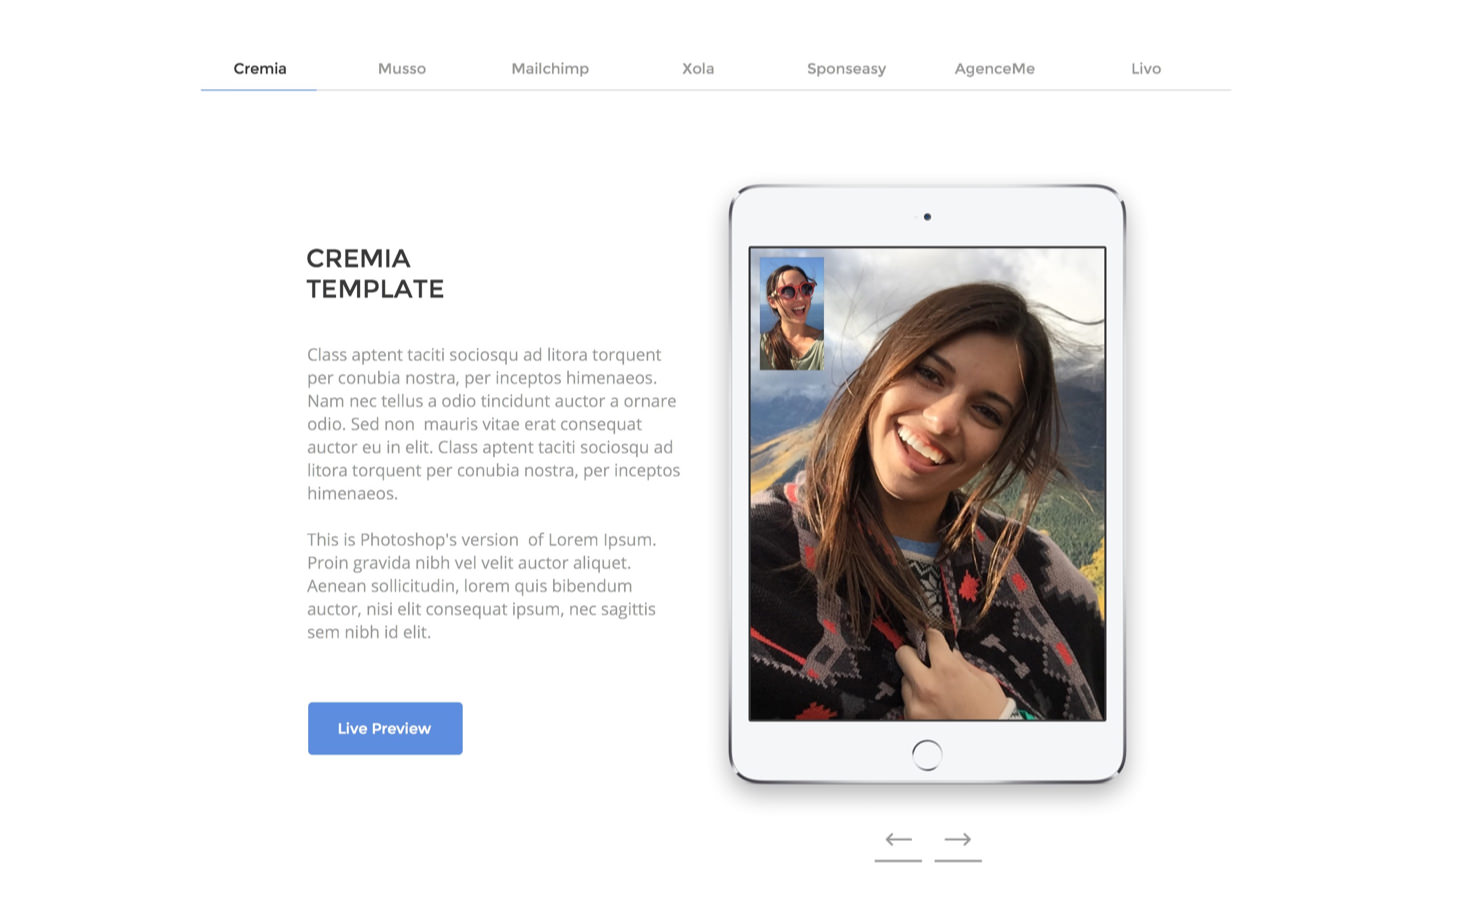 Cremia Musso Mailchimp Xola Sponseasy AgenceMe Livo
CREMIA
TEMPLATE
Class aptent taciti sociosqu ad litora torquent
per conubia nostra, per inceptos himenaeos.
Nam nec tellus a odio tincidunt auctor a ornare
odio. Sed non  mauris vitae erat consequat
auctor eu in elit. Class aptent taciti sociosqu ad
litora torquent per conubia nostra, per inceptos
himenaeos.
This is Photoshop's version  of Lorem Ipsum.
Proin gravida nibh vel velit auctor aliquet.
Aenean sollicitudin, lorem quis bibendum
auctor, nisi elit consequat ipsum, nec sagittis
sem nibh id elit.
Live Preview